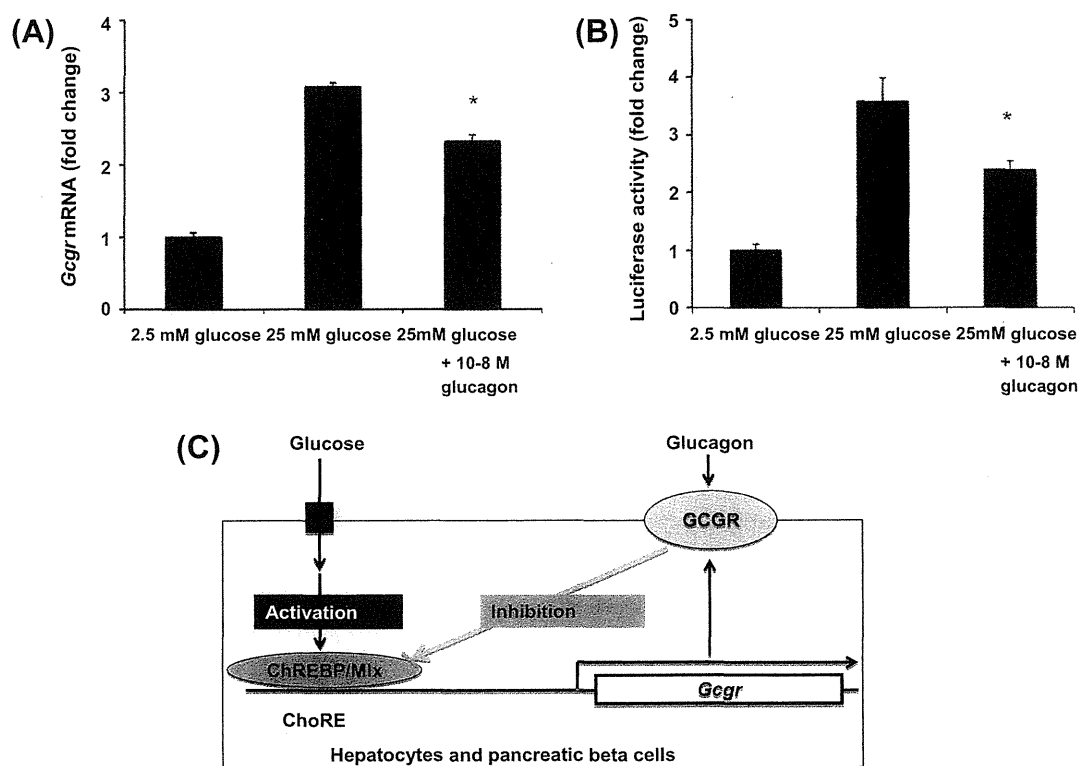 (A)
Gcgr mRNA (fold change)
4
3
2
1
0
*
2.5 mM glucose 25 mM glucose 25mM glucose
+ 10-8 M
glucagon
(B)
Luciferase activity (fold change)
5
4
3
2
1
0
*
2.5 mM glucose 25 mM glucose 25mM glucose
+ 10-8 M
glucagon
(C)
Glucose
Glucagon
GCGR
Activation
Inhibition
ChREBP/Mlx
Gcgr
ChoRE
Hepatocytes and pancreatic beta cells